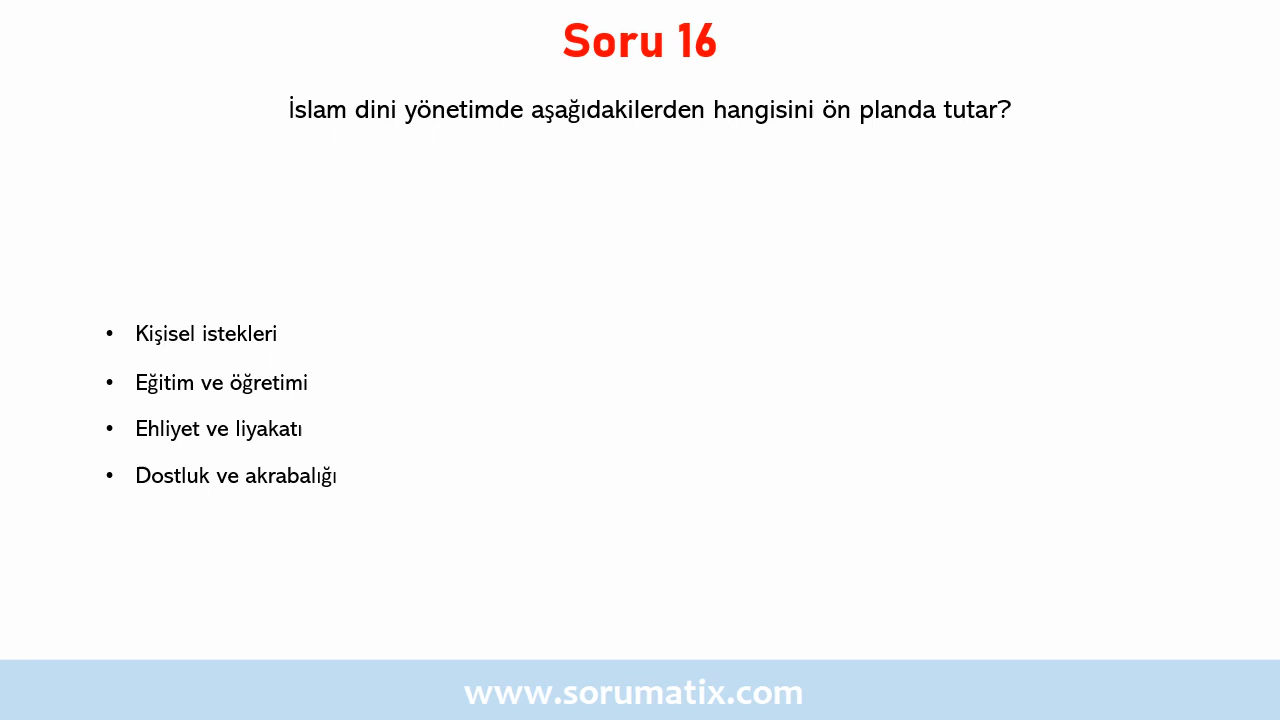 Soru 16
İslam dini yönetimde aşağıdakilerden hangisini ön planda tutar?
• Kişisel istekleri
• Eğitim ve öğretimi
• Ehliyet ve liyakatı
• Dostluk ve akrabalığı
www.sorumatix.com